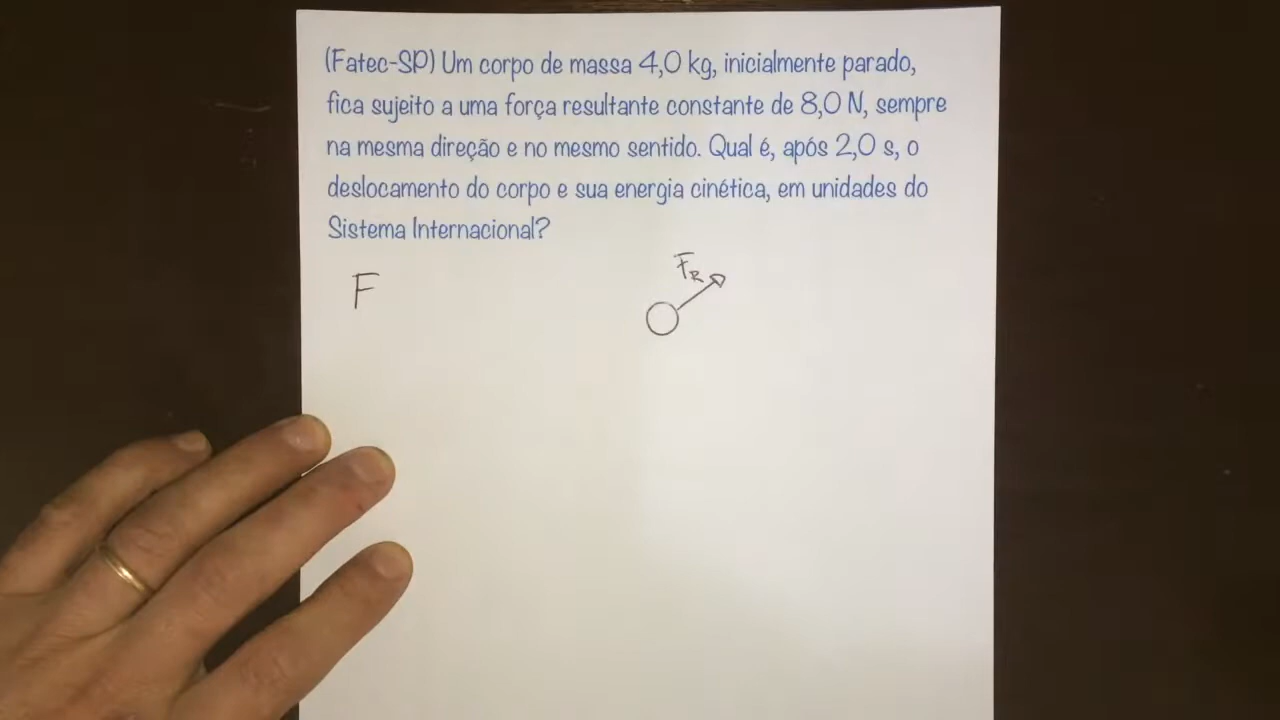 (Fatec-SP) Um corpo de massa 4,0 kg, inicialmente parado,
fica sujeito a uma força resultante constante de 8,0 N, sempre
na mesma direção e no mesmo sentido. Qual é, após 2,0 s, o
deslocamento do corpo e sua energia cinética, em unidades do
Sistema Internacional?
F
FR